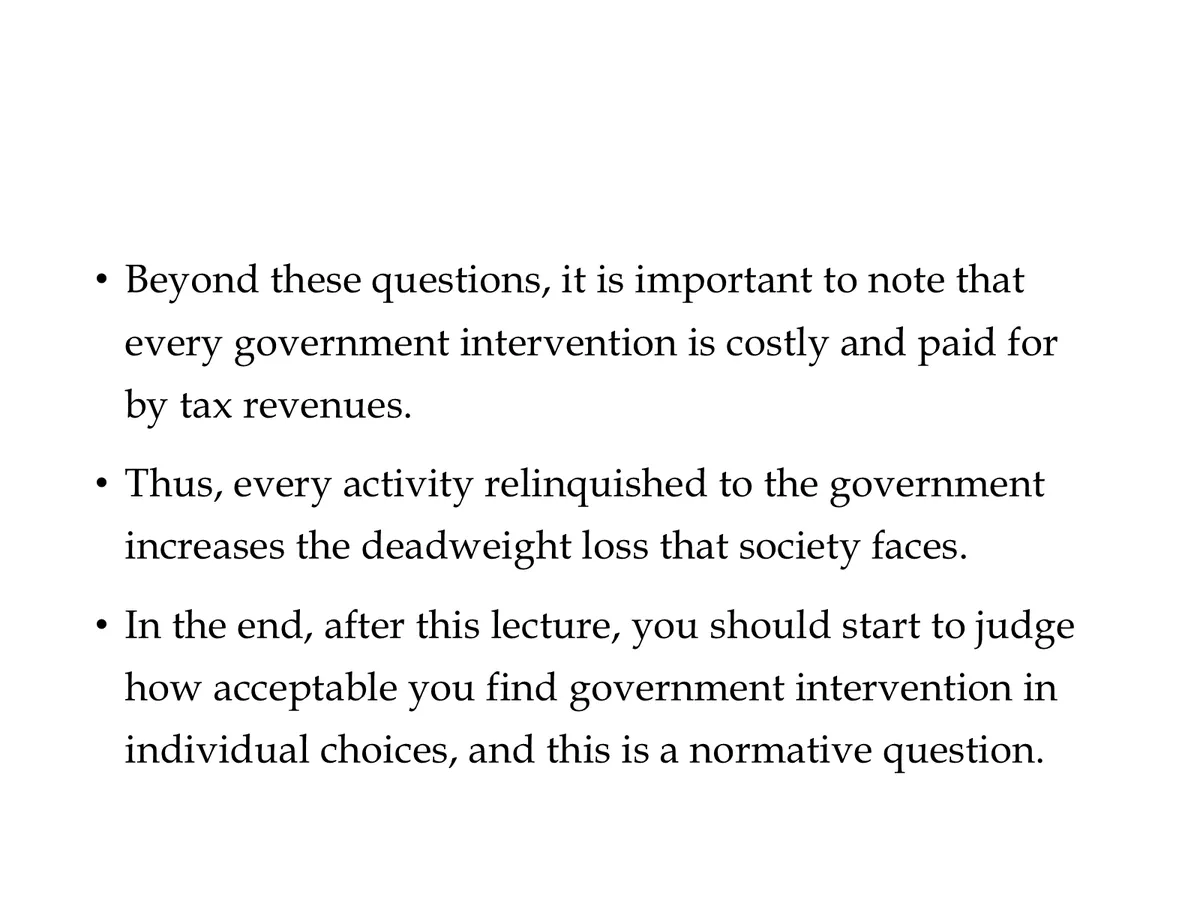 • Beyond these questions, it is important to note that
every government intervention is costly and paid for
by tax revenues.
• Thus, every activity relinquished to the government
increases the deadweight loss that society faces.
• In the end, after this lecture, you should start to judge
how acceptable you find government intervention in
individual choices, and this is a normative question.